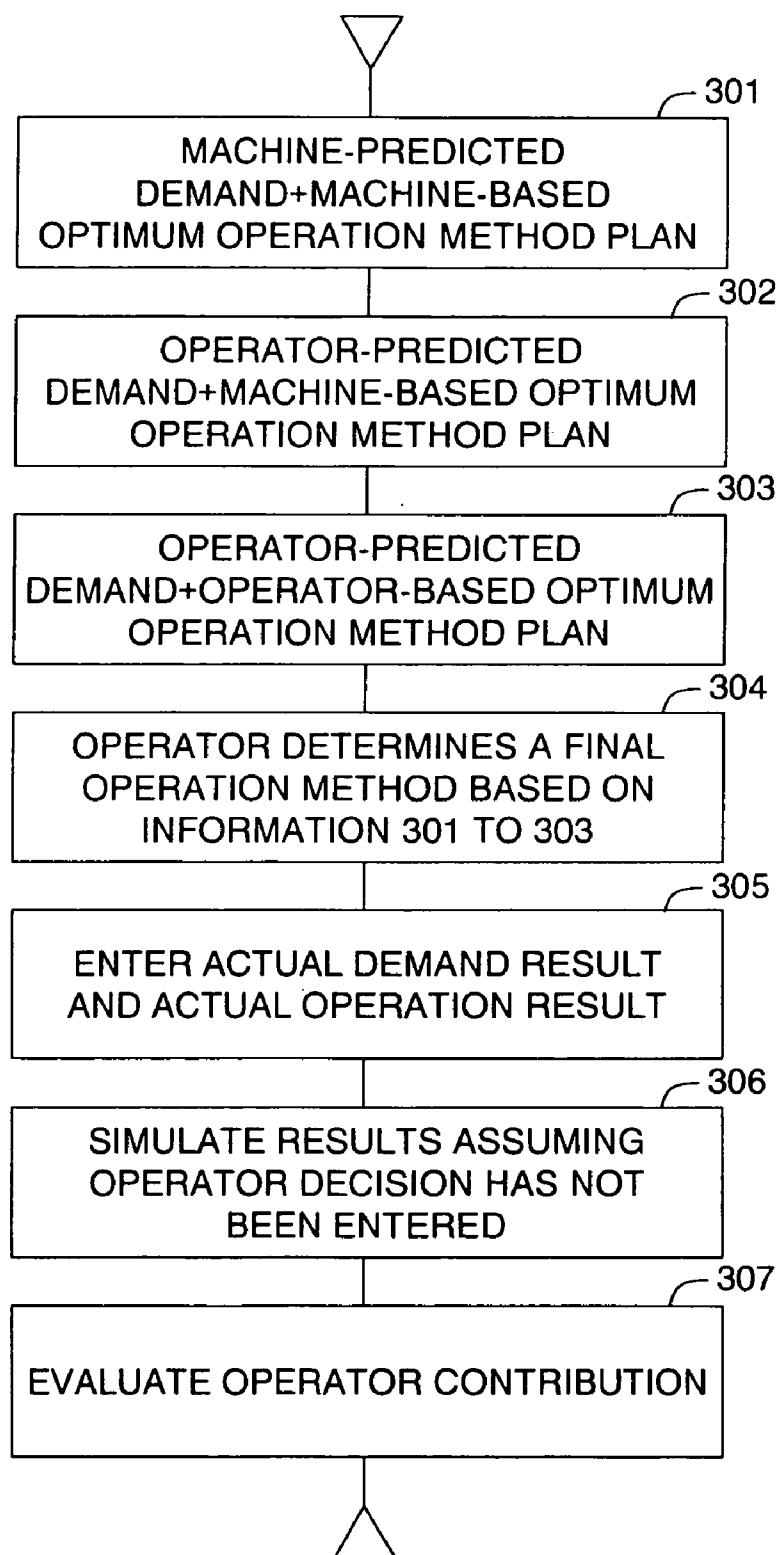 301
MACHINE-PREDICTED
DEMAND+MACHINE-BASED
OPTIMUM OPERATION METHOD PLAN
302
OPERATOR-PREDICTED
DEMAND+MACHINE-BASED OPTIMUM
OPERATION METHOD PLAN
303
OPERATOR-PREDICTED
DEMAND+OPERATOR-BASED OPTIMUM
OPERATION METHOD PLAN
304
OPERATOR DETERMINES A FINAL
OPERATION METHOD BASED ON
INFORMATION 301 TO 303
305
ENTER ACTUAL DEMAND RESULT
AND ACTUAL OPERATION RESULT
306
SIMULATE RESULTS ASSUMING
OPERATOR DECISION HAS NOT
BEEN ENTERED
307
EVALUATE OPERATOR CONTRIBUTION